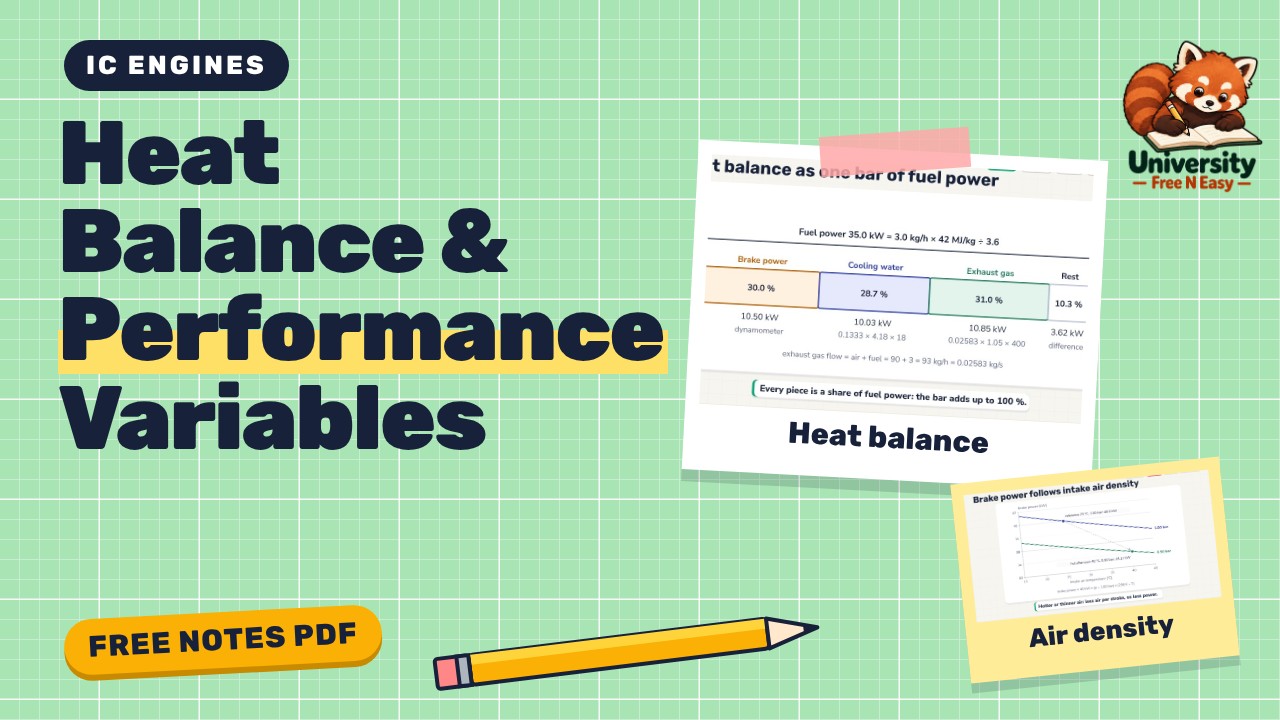 IC ENGINES
Heat
Balance &
Performance
Variables
FREE NOTES PDF
University
Free N Easy
t balance as one bar of fuel power
Fuel power 35.0 kW = 3.0 kg/h × 42 MJ/kg ÷ 3.6
Brake power
Cooling water
Exhaust gas
Rest
30.0 %
28.7 %
31.0 %
10.3 %
10.50 kW
10.03 kW
10.85 kW
3.62 kW
dynamometer
0.1333 × 4.18 × 18
0.02583 × 1.05 × 400
difference
exhaust gas flow = air + fuel = 90 + 3 = 93 kg/h = 0.02583 kg/s
Every piece is a share of fuel power: the bar adds up to 100 %.
Heat balance
Brake power follows intake air density
Hotter or thinner air: less air per stroke, so less power.
Air density